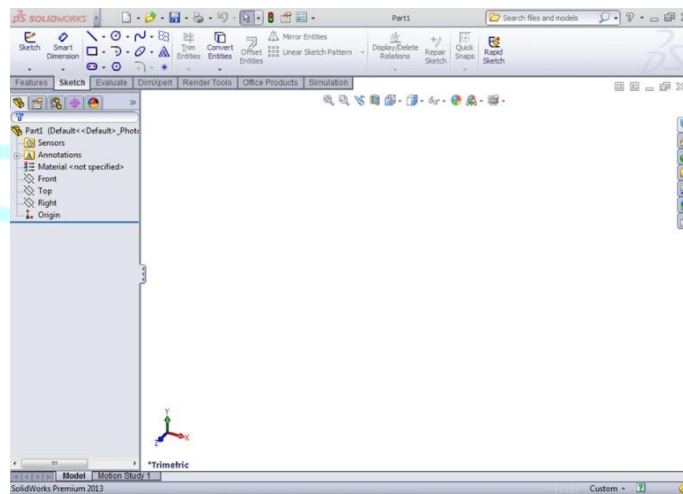 SOLIDWORKS
Part1
Search files and models
Sketch
Smart Dimension
Trim Entities
Convert Entities
Offset Entities
Mirror Entities
Linear Sketch Pattern
Display/Delete Relations
Repair Sketch
Quick Snaps
Rapid Sketch
Features Sketch Evaluate DimXpert Render Tools Office Products Simulation
Part1 (Default<<Default>_Phot
Sensors
Annotations
Material <not specified>
Front
Top
Right
Origin
Y
X
Z
*Trimetric
Model Motion Study 1
SolidWorks Premium 2013
Custom